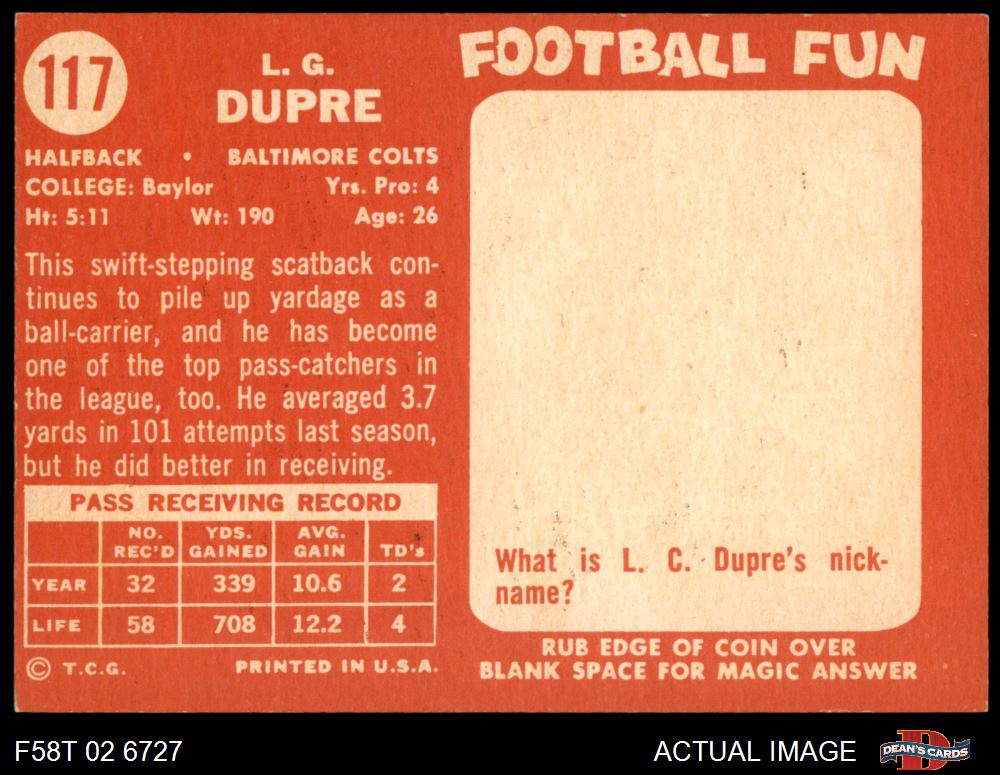 117
L. G.
DUPRE
HALFBACK • BALTIMORE COLTS
COLLEGE: Baylor Yrs. Pro: 4
Ht: 5:11 Wt: 190 Age: 26
This swift-stepping scatback con-
tinues to pile up yardage as a
ball-carrier, and he has become
one of the top pass-catchers in
the league, too. He averaged 3.7
yards in 101 attempts last season,
but he did better in receiving.
PASS RECEIVING RECORD
NO. REC'D YDS. GAINED AVG. GAIN TD's
YEAR 32 339 10.6 2
LIFE 58 708 12.2 4
© T.C.G. PRINTED IN U.S.A.
FOOTBALL FUN
What is L. C. Dupre's nick-
name?
RUB EDGE OF COIN OVER
BLANK SPACE FOR MAGIC ANSWER
F58T 02 6727
ACTUAL IMAGE
DEAN'S CARDS